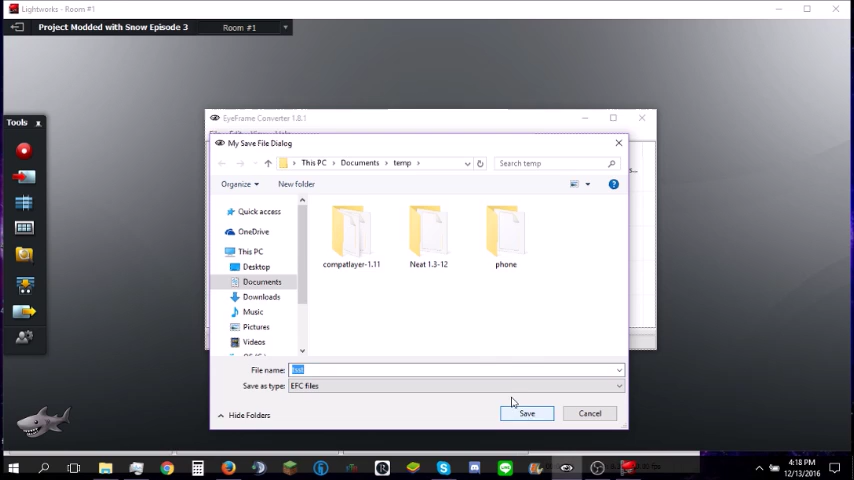 Lightworks - Room #1
Project Modded with Snow Episode 3
Room #1
Tools
EyeFrame Converter 1.8.1
My Save File Dialog
This PC > Documents > temp >
Search temp
Organize
New folder
Quick access
OneDrive
This PC
Desktop
Documents
Downloads
Music
Pictures
Videos
compatlayer-1.11
Neat 1.3-12
phone
File name:
Save as type: EFC files
Hide Folders
Save
Cancel
4:18 PM
12/13/2016